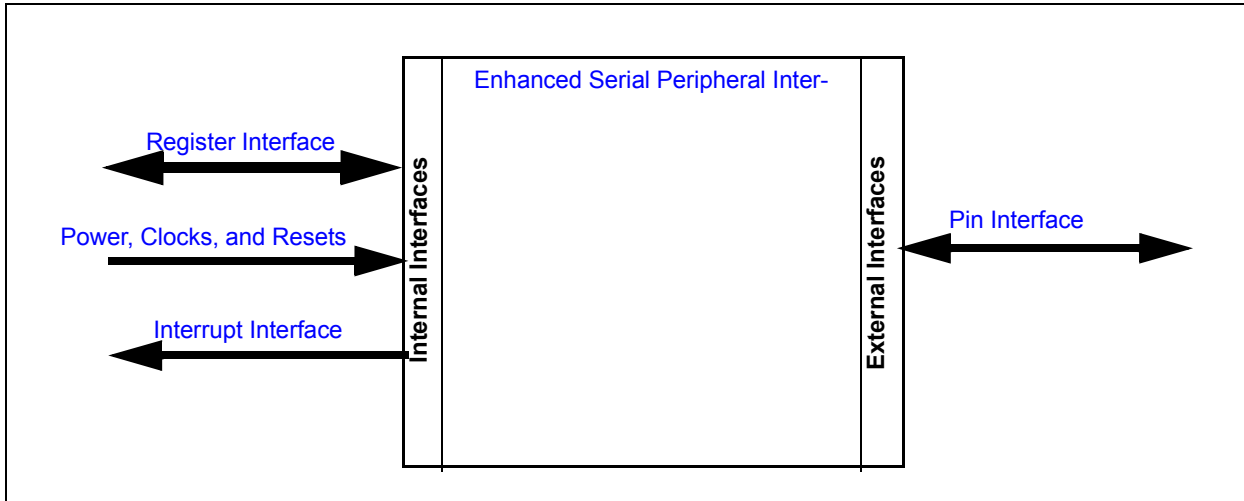 Enhanced Serial Peripheral Inter-
Register Interface
Power, Clocks, and Resets
Interrupt Interface
Internal Interfaces
External Interfaces
Pin Interface